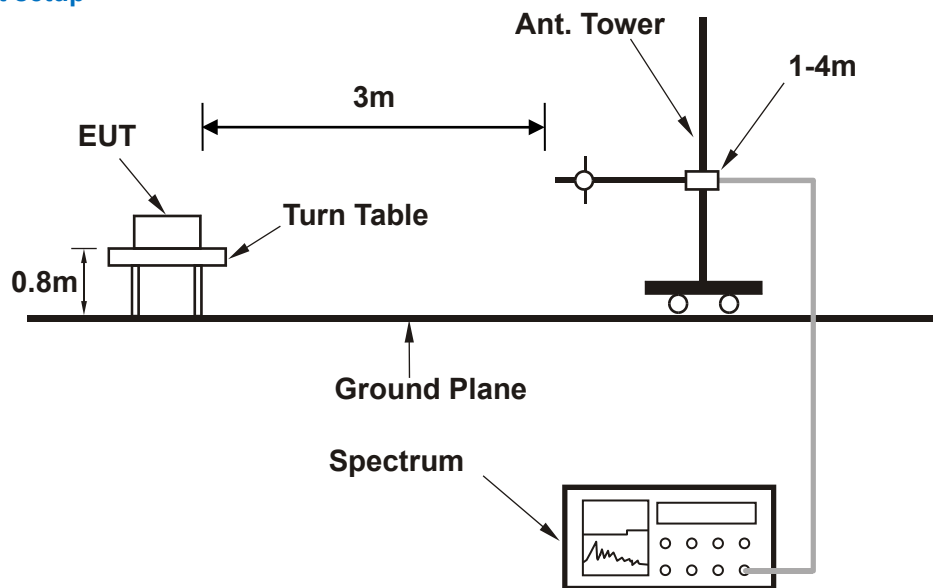 Ant. Tower
1-4m
3m
EUT
Turn Table
0.8m
Ground Plane
Spectrum